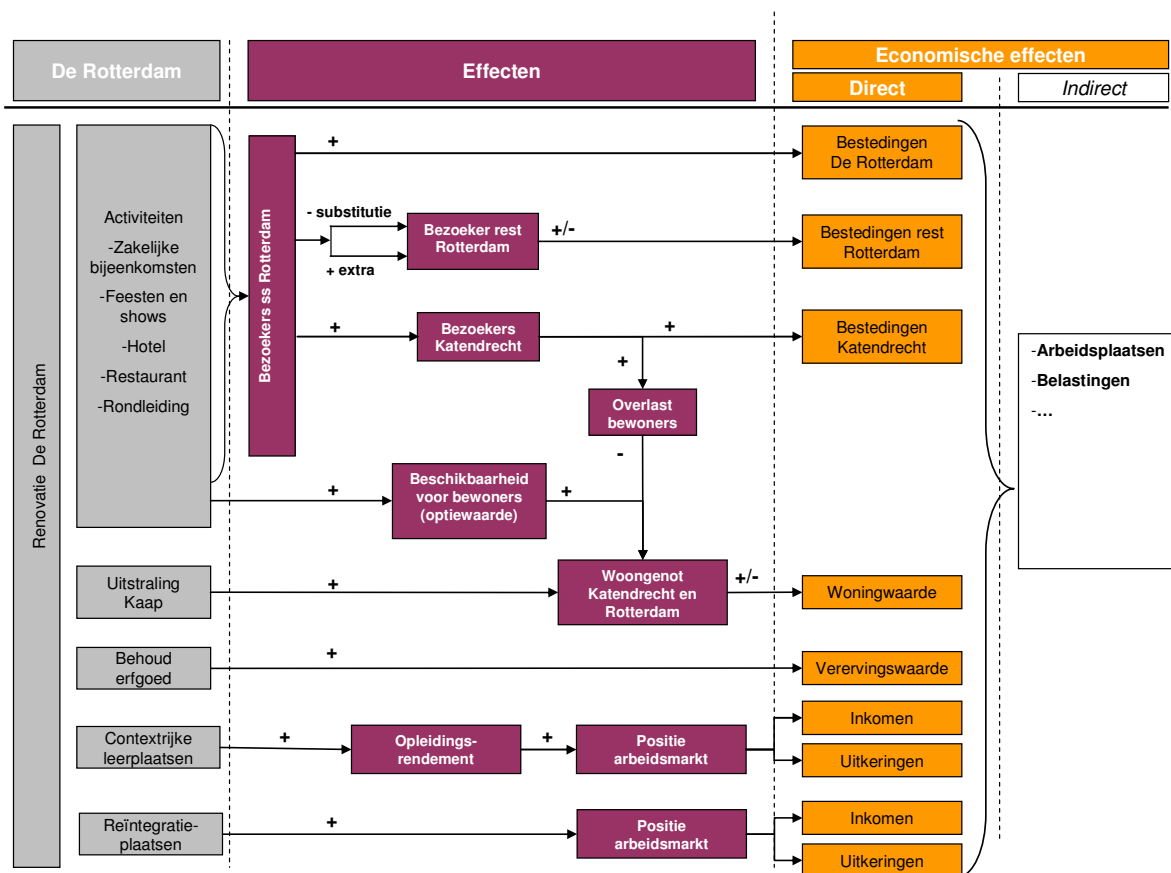 De Rotterdam
Effecten
Economische effecten
Direct
Indirect
Renovatie De Rotterdam
Activiteiten
-Zakelijke
bijeenkomsten
-Feesten en
shows
-Hotel
-Restaurant
-Rondleiding
Bezoekers ss Rotterdam
+
Bestedingen
De Rotterdam
- substitutie
+ extra
Bezoeker rest
Rotterdam
+/-
Bestedingen rest
Rotterdam
+
Bezoekers
Katendrecht
+
Bestedingen
Katendrecht
+
Overlast
bewoners
-
-Arbeidsplaatsen
-Belastingen
-...
+
Beschikbaarheid
voor bewoners
(optiewaarde)
+
Uitstraling
Kaap
+
Woongenot
Katendrecht en
Rotterdam
+/-
Woningwaarde
Behoud
erfgoed
+
Verervingswaarde
Contextrijke
leerplaatsen
+
Opleidings-
rendement
+
Positie
arbeidsmarkt
Inkomen
Uitkeringen
Reïntegratie-
plaatsen
+
Positie
arbeidsmarkt
Inkomen
Uitkeringen